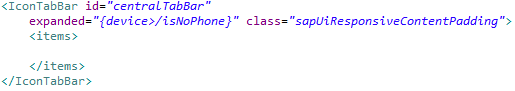 <IconTabBar id="centralTabBar"
expanded="{device>/isNoPhone}" class="sapUiResponsiveContentPadding">
<items>
</items>
</IconTabBar>